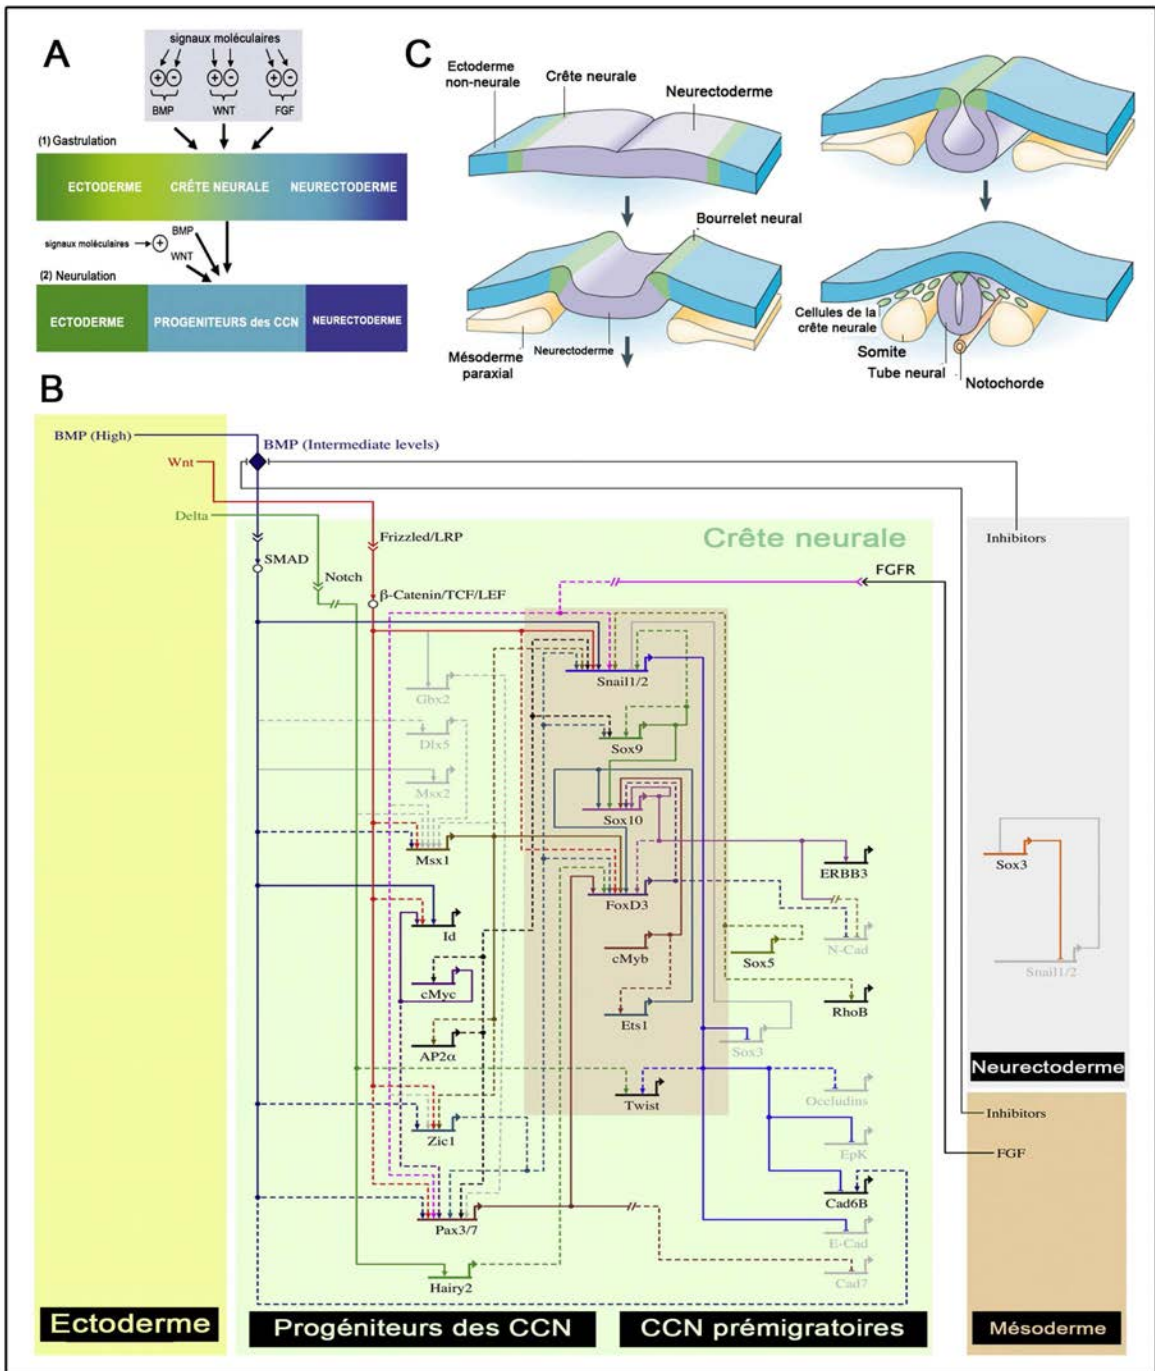 A
signaux moléculaires
+ - + - + -
BMP WNT FGF
(1) Gastrulation
ECTODERME CRÊTE NEURALE NEURECTODERME
signaux moléculaires + BMP
WNT
(2) Neurulation
ECTODERME PROGENITEURS des CCN NEURECTODERME
C
Ectoderme
non-neurale
Crête neurale
Neurectoderme
Bourrelet neural
Mésoderme
paraxial
Neurectoderme
Cellules de la
crête neurale
Somite
Tube neural
Notochorde
B
BMP (High)
BMP (Intermediate levels)
Wnt
Delta
Crête neurale
Frizzled/LRP
Inhibitors
SMAD
Notch
FGFR
β-Catenin/TCF/LEF
Snail1/2
Gbx2
Dlx5
Sox9
Msx2
Sox10
Msx1
ERBB3
Sox3
FoxD3
Id
N-Cad
cMyb
Sox5
Snail1/2
cMyc
RhoB
Ets1
AP2α
Sox3
Neurectoderme
Twist
Occludins
Inhibitors
Zic1
EpK
FGF
Cad6B
Pax3/7
E-Cad
Hairy2
Cad7
Ectoderme
Progéniteurs des CCN
CCN prémigratoires
Mésoderme